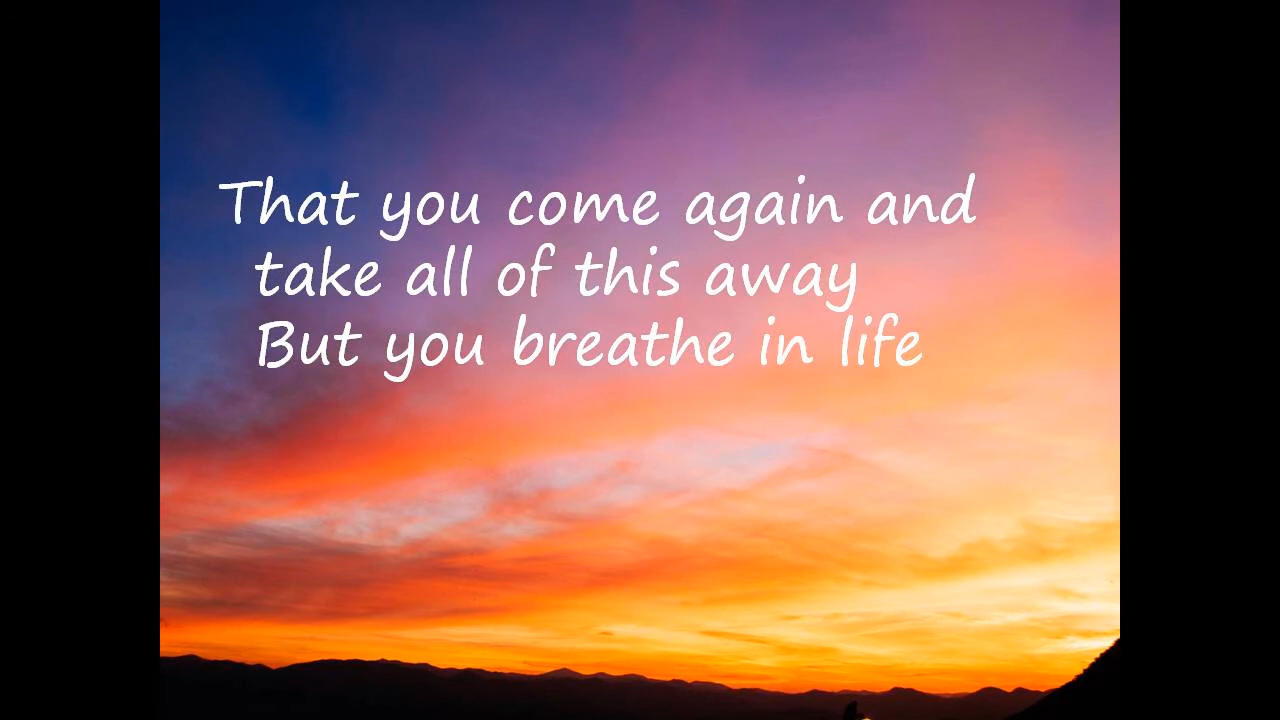 That you come again and
take all of this away
But you breathe in life